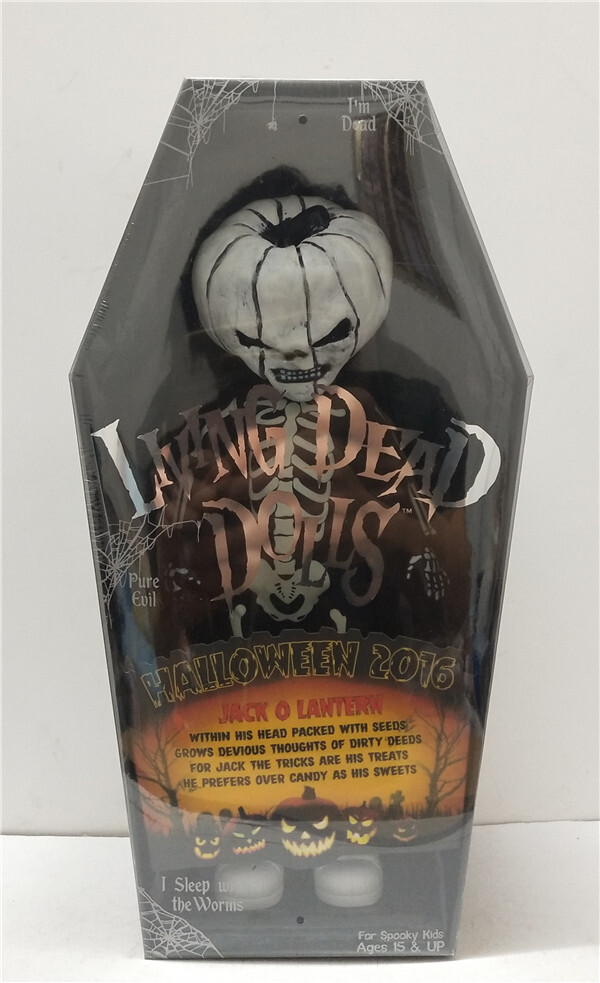 I'm
Dead
LIVING DEAD
DOLLS™
Pure
Evil
HALLOWEEN 2016
JACK O LANTERN
WITHIN HIS HEAD PACKED WITH SEEDS
GROWS DEVIOUS THOUGHTS OF DIRTY DEEDS
FOR JACK THE TRICKS ARE HIS TREATS
HE PREFERS OVER CANDY AS HIS SWEETS
I Sleep
the Worms
For Spooky Kids
Ages 15 & UP